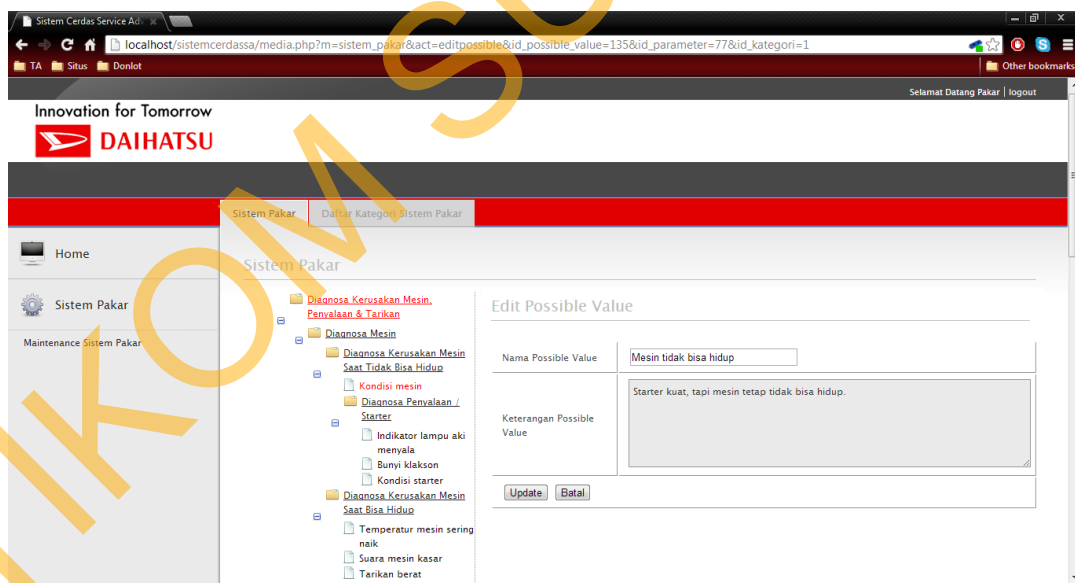 Sistem Cerdas Service Adv
localhost/sistemcerdassa/media.php?m=sistem_pakar&act=editpossible&id_possible_value=135&id_parameter=77&id_kategori=1
TA Situs Donlot Other bookmarks
Selamat Datang Pakar | logout
Innovation for Tomorrow
DAIHATSU
Sistem Pakar Daftar Kategori Sistem Pakar
Home
Sistem Pakar
Maintenance Sistem Pakar
Sistem Pakar
Diagnosa Kerusakan Mesin,
Penyalaan & Tarikan
Diagnosa Mesin
Diagnosa Kerusakan Mesin
Saat Tidak Bisa Hidup
Kondisi mesin
Diagnosa Penyalaan /
Starter
Indikator lampu aki
menyala
Bunyi klakson
Kondisi starter
Diagnosa Kerusakan Mesin
Saat Bisa Hidup
Temperatur mesin sering
naik
Suara mesin kasar
Tarikan berat
Edit Possible Value
Nama Possible Value Mesin tidak bisa hidup
Keterangan Possible
Value
Starter kuat, tapi mesin tetap tidak bisa hidup.
Update Batal
IKOM